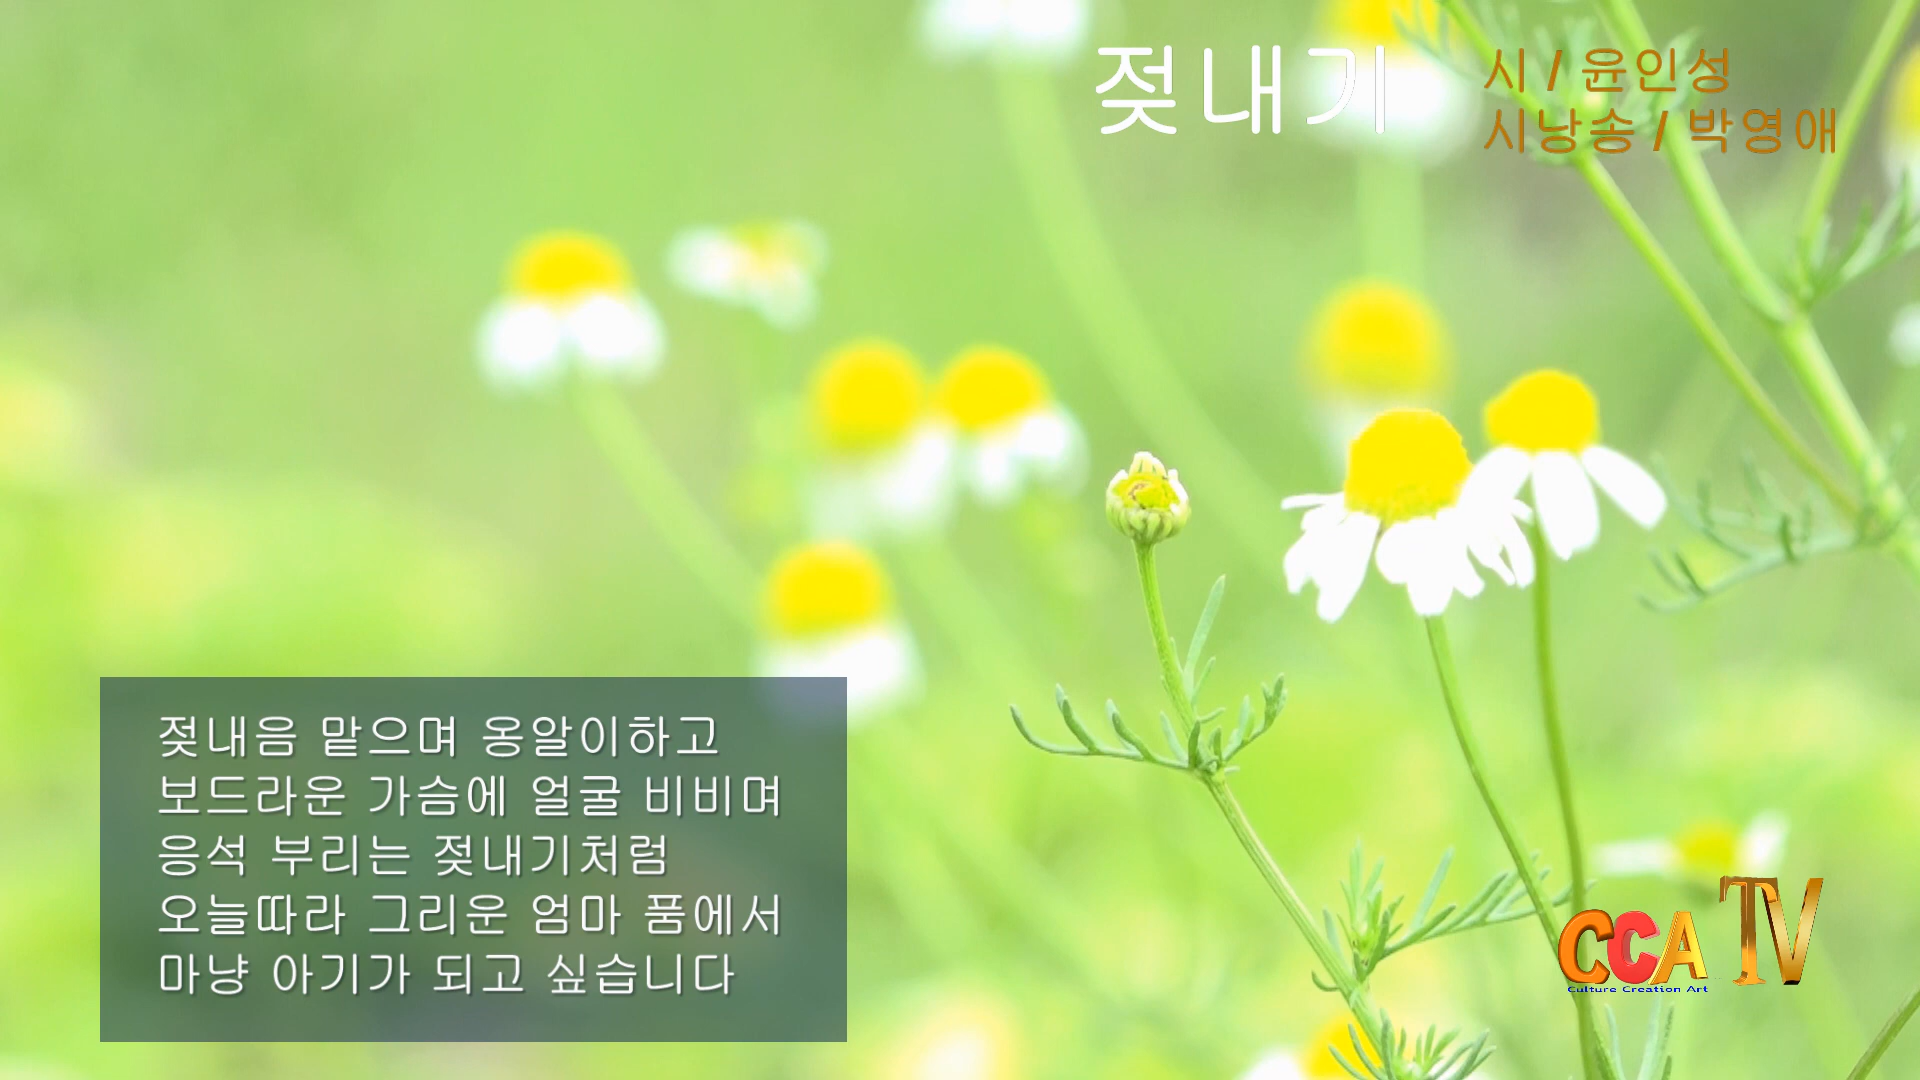 젖내기
시 / 윤인성
시낭송 / 박영애
젖내음 맡으며 옹알이하고
보드라운 가슴에 얼굴 비비며
응석 부리는 젖내기처럼
오늘따라 그리운 엄마 품에서
마냥 아기가 되고 싶습니다
CCA TV
Culture Creation Art